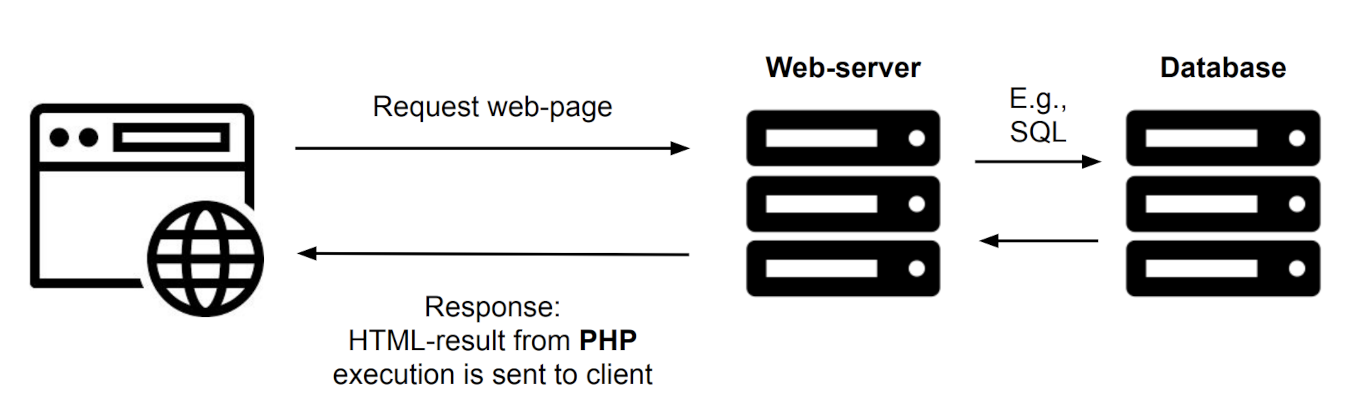 Web-server
Database
Request web-page
E.g.,
SQL
Response:
HTML-result from PHP
execution is sent to client